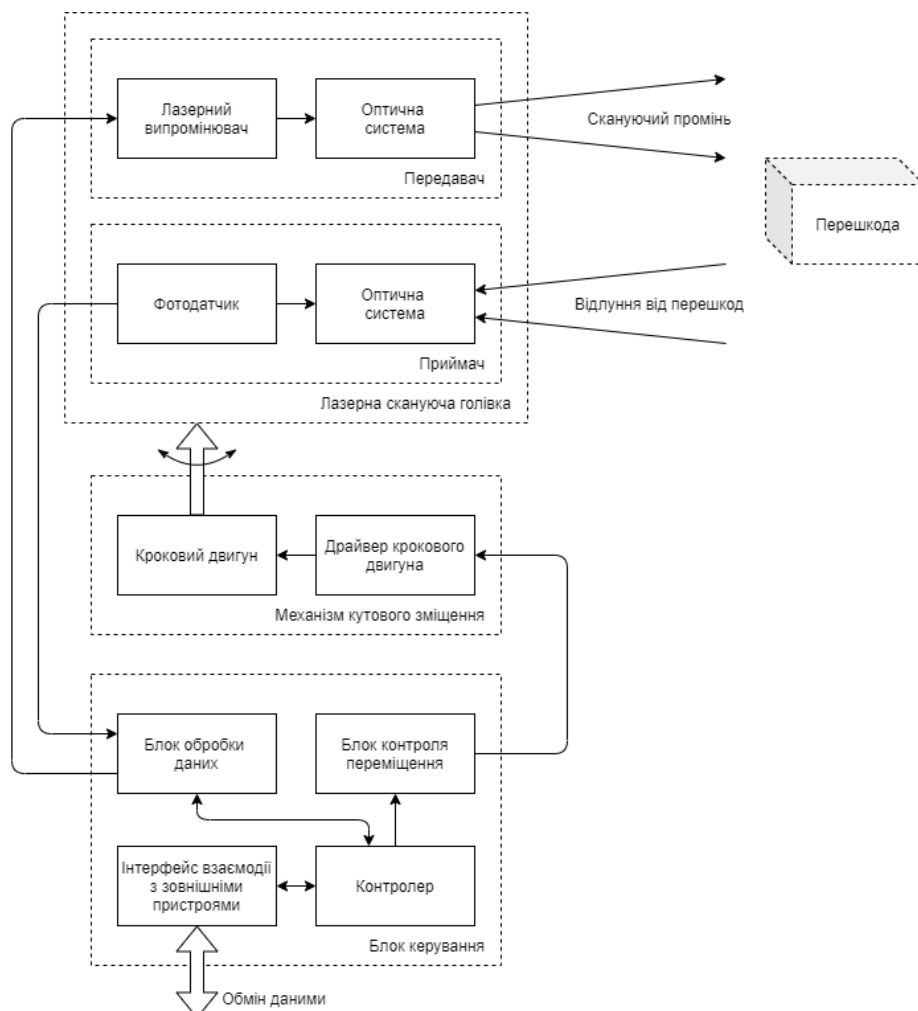 Лазерний
випромінювач
Оптична
система
Скануючий промінь
Передавач
Перешкода
Фотодатчик
Оптична
система
Відлуння від перешкод
Приймач
Лазерна скануюча голівка
Кроковий двигун
Драйвер крокового
двигуна
Механізм кутового зміщення
Блок обробки
даних
Блок контроля
переміщення
Інтерфейс взаємодії
з зовнішніми
пристроями
Контролер
Блок керування
Обмін даними